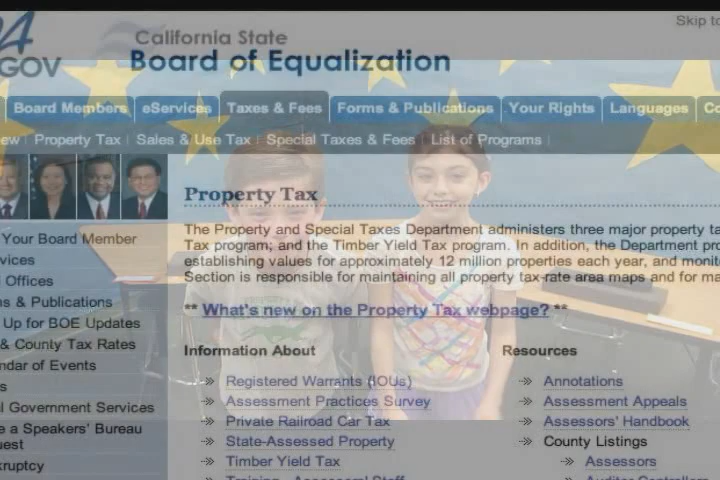 Skip to
GOV
California State
Board of Equalization
Board Members eServices Taxes & Fees Forms & Publications Your Rights Languages
ew Property Tax Sales & Use Tax Special Taxes & Fees List of Programs
Property Tax
The Property and Special Taxes Department administers three major property ta
Tax program; and the Timber Yield Tax program. In addition, the Department pro
establishing values for approximately 12 million properties each year, and monit
Section is responsible for maintaining all property tax-rate area maps and for ma
** What's new on the Property Tax webpage? **
Your Board Member
vices
Offices
s & Publications
Up for BOE Updates
& County Tax Rates
ndar of Events
s
l Government Services
e a Speakers' Bureau
uest
kruptcy
Information About
Registered Warrants (IOUs)
Assessment Practices Survey
Private Railroad Car Tax
State-Assessed Property
Timber Yield Tax
Resources
Annotations
Assessment Appeals
Assessors' Handbook
County Listings
Assessors